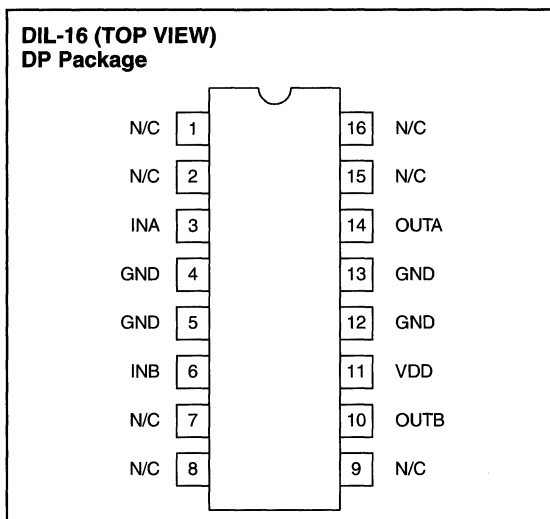 DIL-16 (TOP VIEW)
DP Package
N/C 1 16 N/C
N/C 2 15 N/C
INA 3 14 OUTA
GND 4 13 GND
GND 5 12 GND
INB 6 11 VDD
N/C 7 10 OUTB
N/C 8 9 N/C